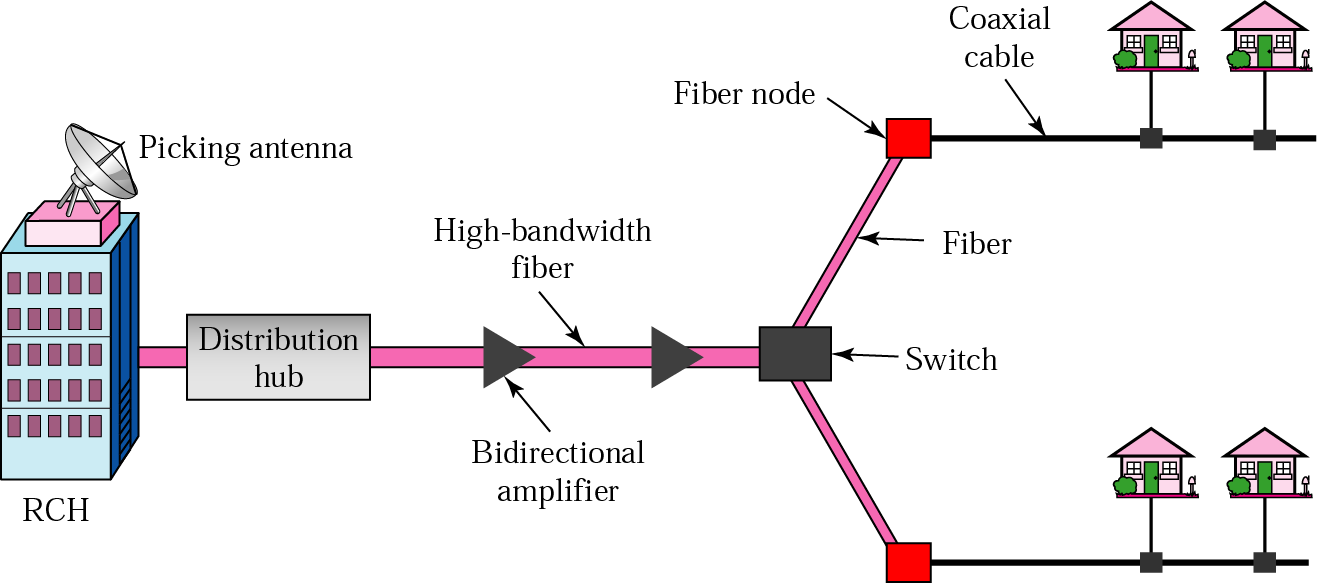 Coaxial
cable
Fiber node
Picking antenna
High-bandwidth
fiber
Fiber
Distribution
hub
Switch
Bidirectional
amplifier
RCH